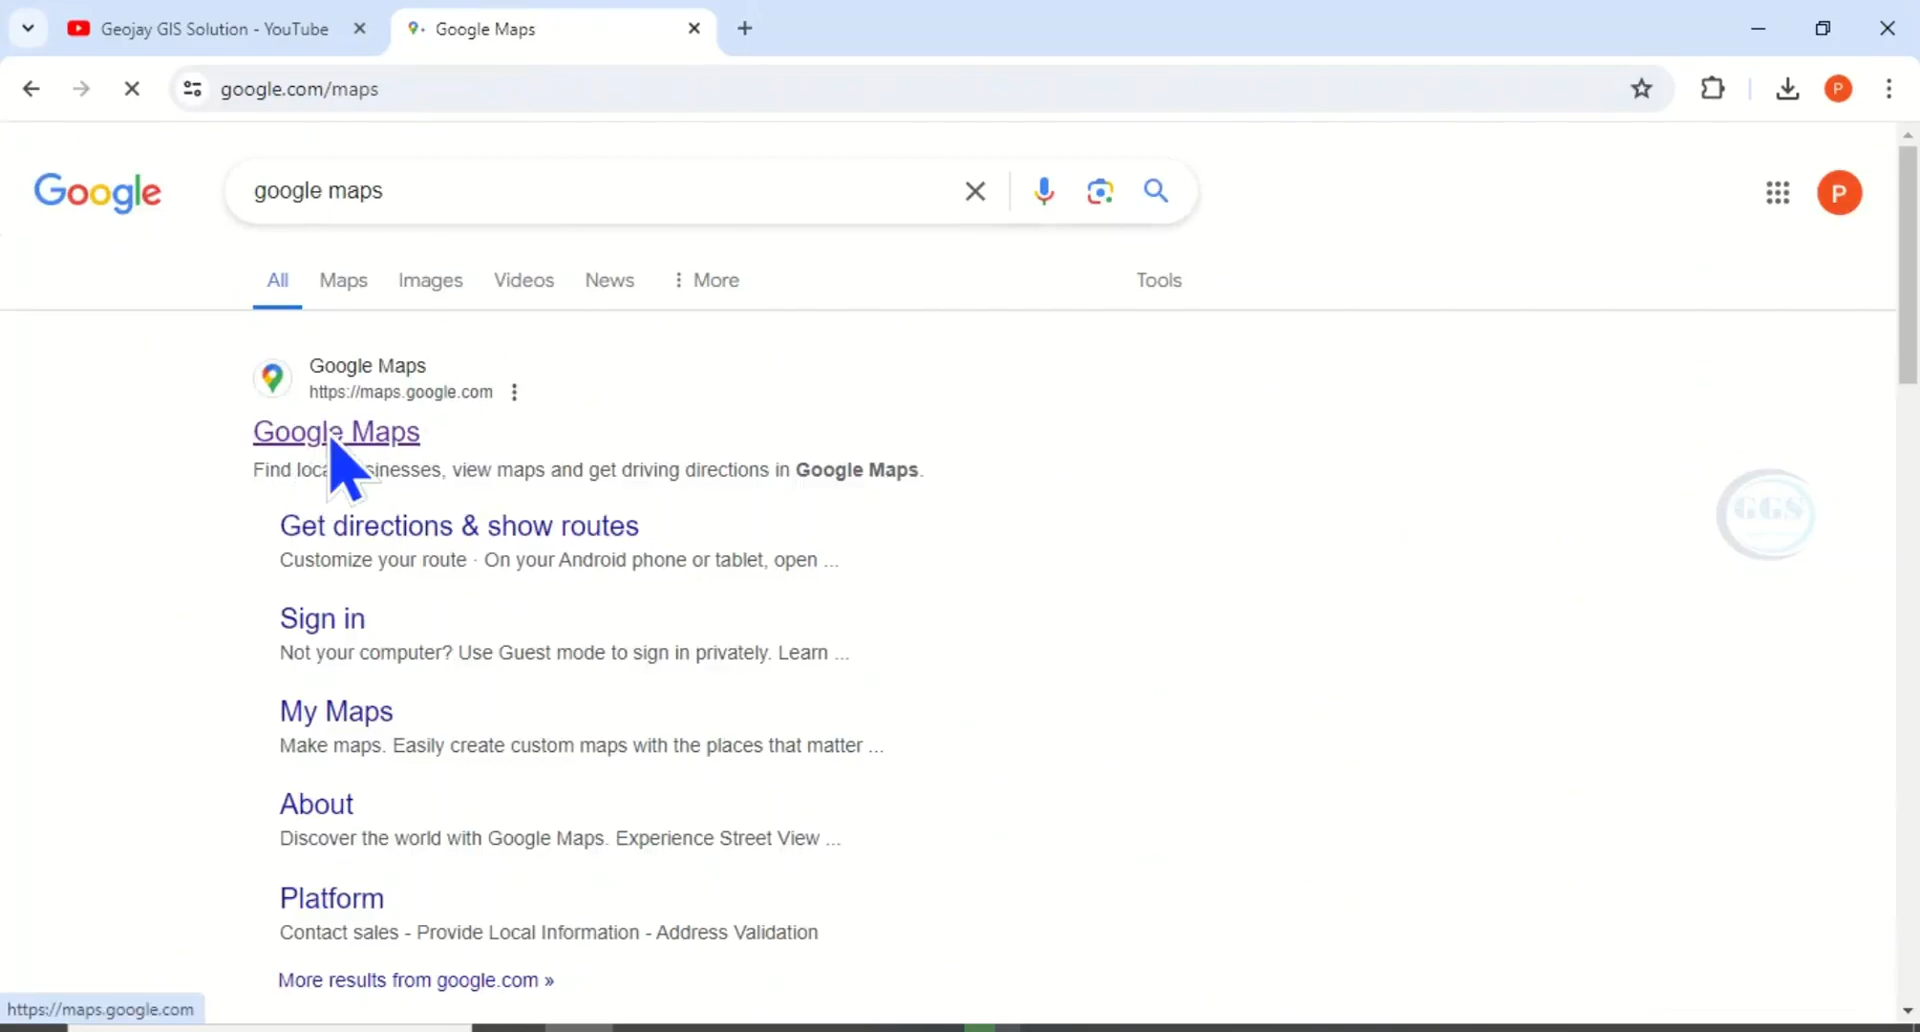 Geojay GIS Solution - YouTube
Google Maps
google.com/maps
P
Google
google maps
P
All
Maps
Images
Videos
News
More
Tools
Google Maps
https://maps.google.com
Google Maps
Find local businesses, view maps and get driving directions in Google Maps.
Get directions & show routes
Customize your route · On your Android phone or tablet, open ...
Sign in
Not your computer? Use Guest mode to sign in privately. Learn ...
My Maps
Make maps. Easily create custom maps with the places that matter ...
About
Discover the world with Google Maps. Experience Street View ...
Platform
Contact sales - Provide Local Information - Address Validation
More results from google.com »
https://maps.google.com
GGS